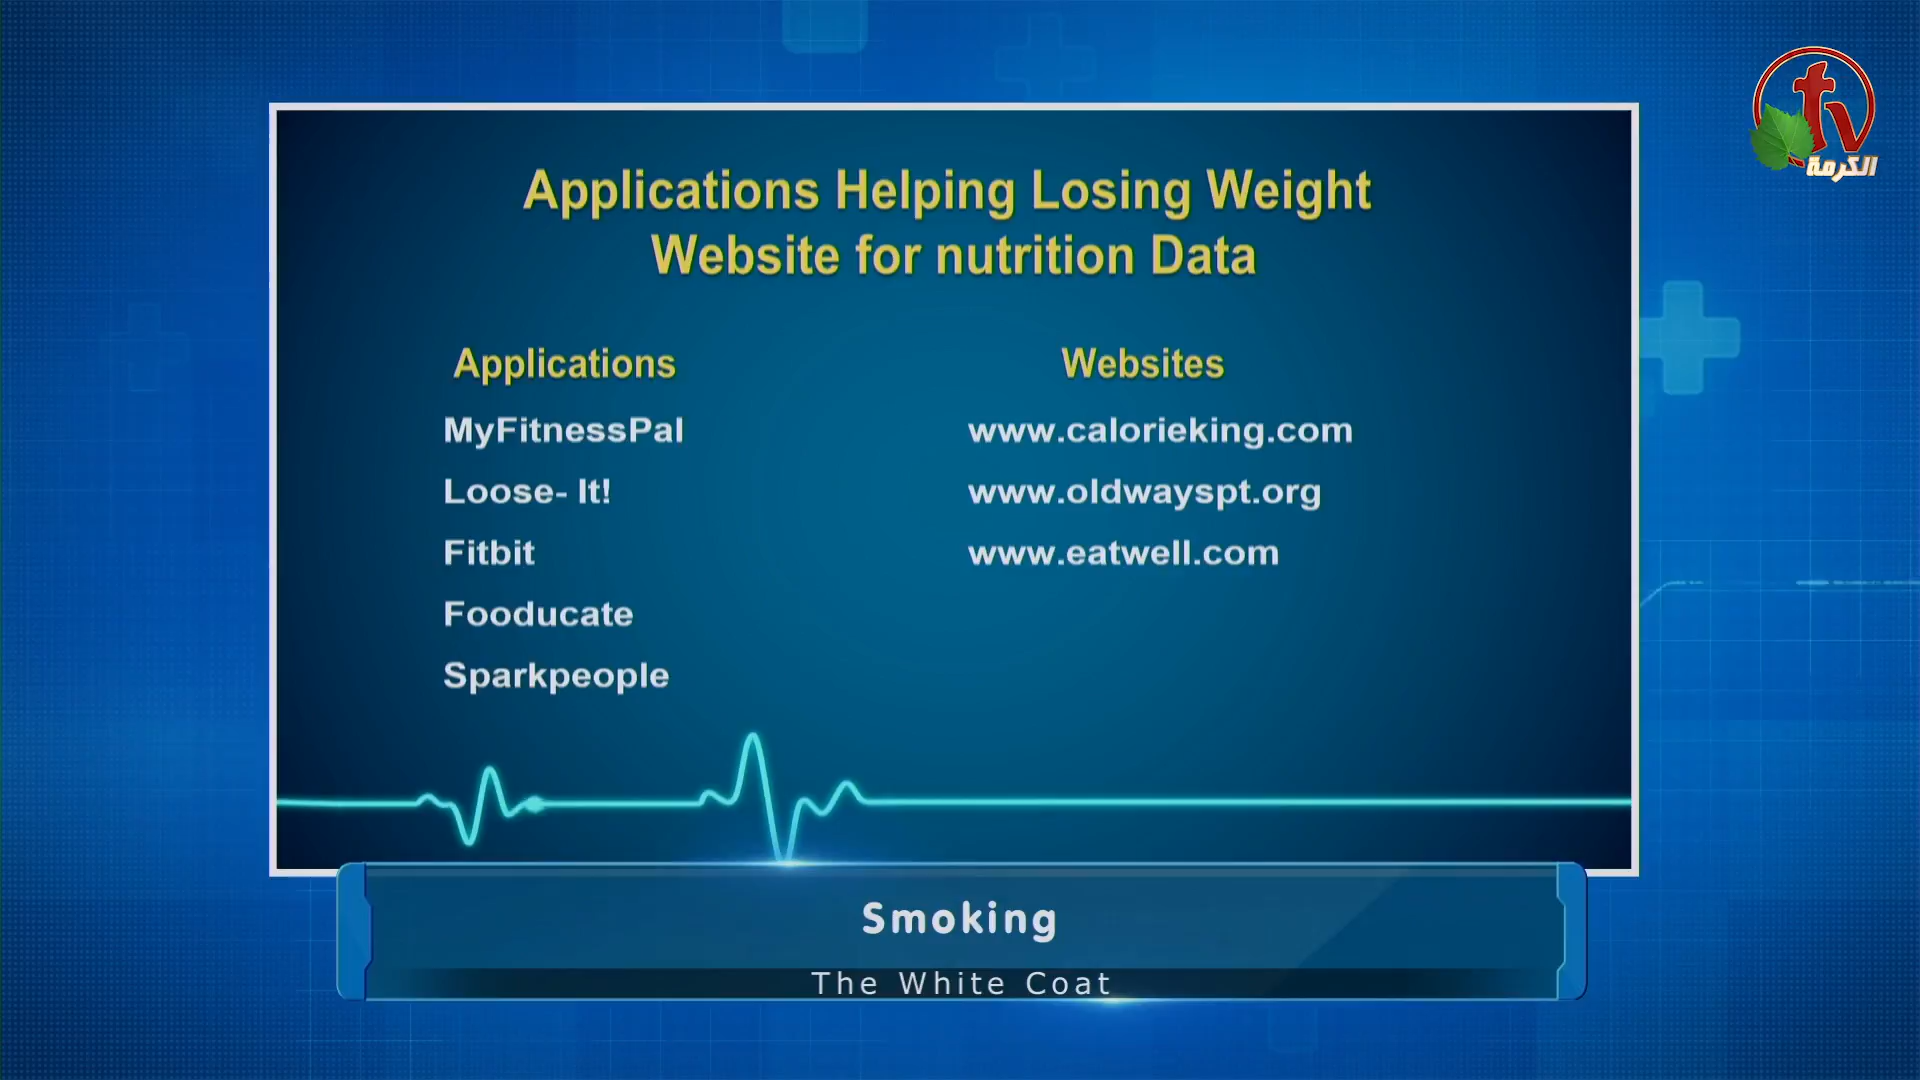 tv
الكرمة
Applications Helping Losing Weight
Website for nutrition Data
Applications
MyFitnessPal
Loose- It!
Fitbit
Fooducate
Sparkpeople
Websites
www.calorieking.com
www.oldwayspt.org
www.eatwell.com
Smoking
The White Coat